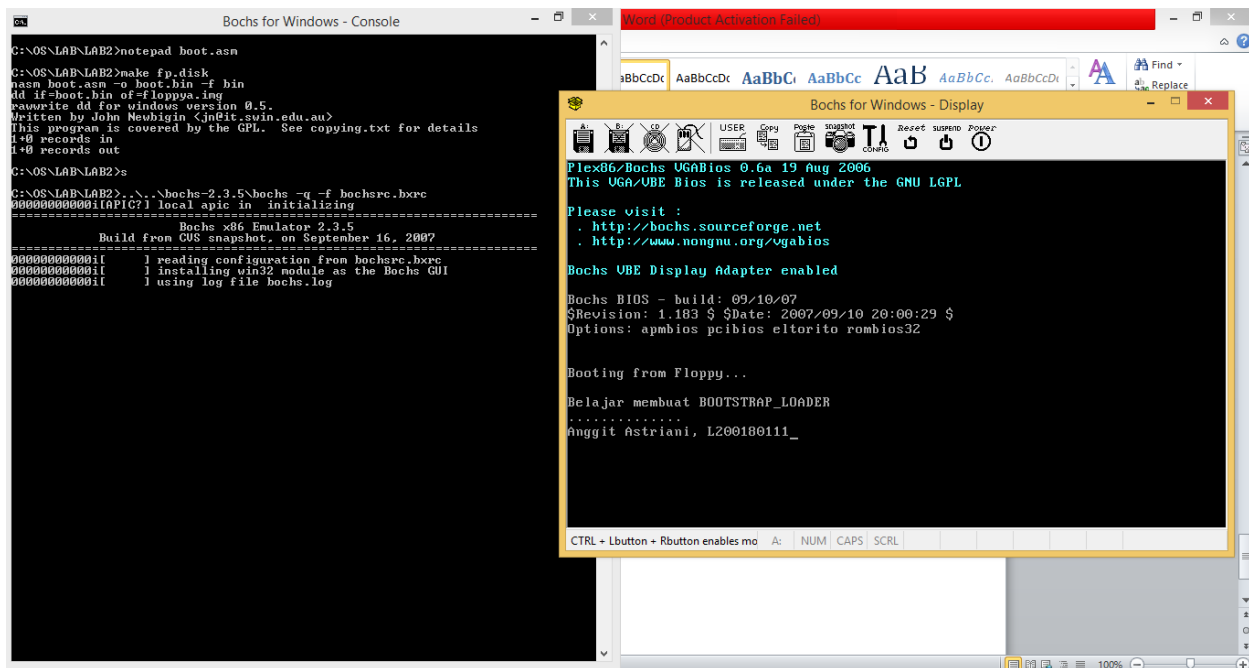 Bochs for Windows - Console
C:\OS\LAB\LAB2>notepad boot.asm
C:\OS\LAB\LAB2>make fp.disk
nasm boot.asm -o boot.bin -f bin
dd if=boot.bin of=floppya.img
rawwrite dd for windows version 0.5.
Written by John Newbigin <jn@it.swin.edu.au>
This program is covered by the GPL.  See copying.txt for details
1+0 records in
1+0 records out
C:\OS\LAB\LAB2>s
C:\OS\LAB\LAB2>..\..\bochs-2.3.5\bochs -q -f bochsrc.bxrc
00000000000i[APIC?] local apic in  initializing
========================================================================
Bochs x86 Emulator 2.3.5
Build from CVS snapshot, on September 16, 2007
========================================================================
00000000000i[     ] reading configuration from bochsrc.bxrc
00000000000i[     ] installing win32 module as the Bochs GUI
00000000000i[     ] using log file bochs.log
Word (Product Activation Failed)
aBbCcDc AaBbCcDc AaBbC AaBbCc AaB AaBbCc. AaBbCcDc
Find
Replace
Bochs for Windows - Display
A: B: CD USER Copy Paste snapshot CONFIG Reset SUSPEND Power
Plex86/Bochs VGABios 0.6a 19 Aug 2006
This VGA/VBE Bios is released under the GNU LGPL
Please visit :
. http://bochs.sourceforge.net
. http://www.nongnu.org/vgabios
Bochs VBE Display Adapter enabled
Bochs BIOS - build: 09/10/07
$Revision: 1.183 $ $Date: 2007/09/10 20:00:29 $
Options: apmbios pcibios eltorito rombios32
Booting from Floppy...
Belajar membuat BOOTSTRAP_LOADER
..............
Anggit Astriani, L200180111_
CTRL + Lbutton + Rbutton enables mo A: NUM CAPS SCRL
100%